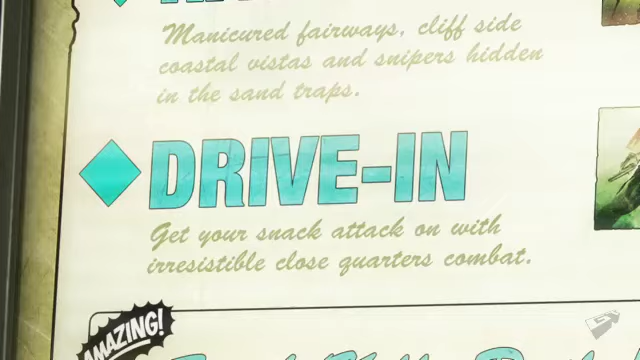 Manicured fairways, cliff side
coastal vistas and snipers hidden
in the sand traps.
DRIVE-IN
Get your snack attack on with
irresistible close quarters combat.
AMAZING!